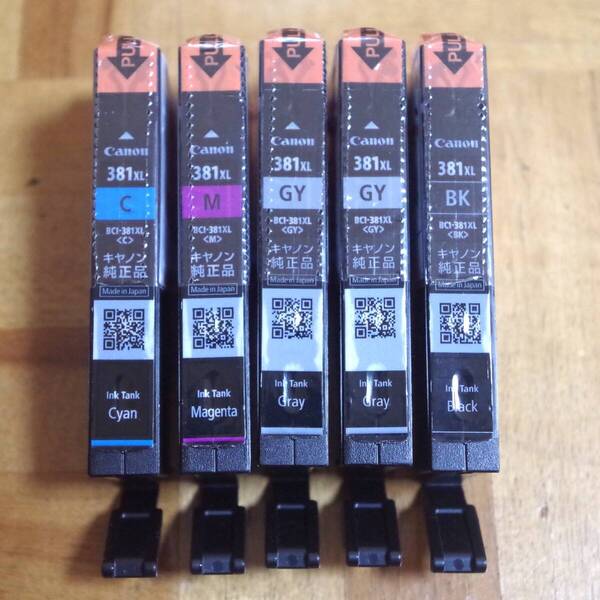 PULL
Canon
381XL
C
BCI-381XL
<C>
キヤノン
純正品
Made in Japan
Ink Tank
Cyan
PULL
Canon
381XL
M
BCI-381XL
<M>
キヤノン
純正品
Made in Japan
Ink Tank
Magenta
PULL
Canon
381XL
GY
BCI-381XL
<GY>
キヤノン
純正品
Made in Japan
Ink Tank
Gray
PULL
Canon
381XL
GY
BCI-381XL
<GY>
キヤノン
純正品
Made in Japan
Ink Tank
Gray
PULL
Canon
381XL
BK
BCI-381XL
<BK>
キヤノン
純正品
Made in Japan
Ink Tank
Black